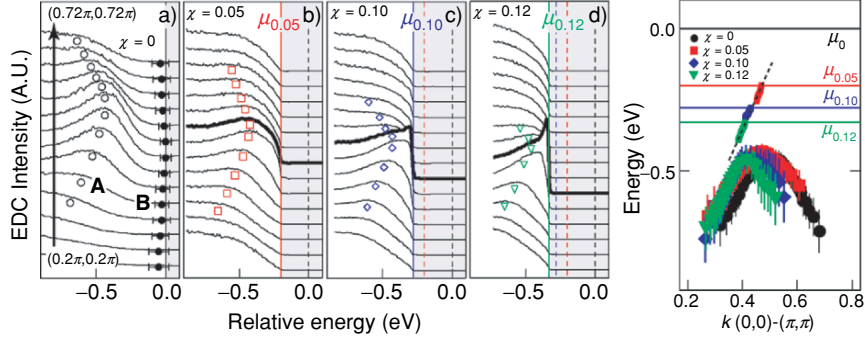 EDC Intensity (A.U.)
(0.72π,0.72π) a)
χ = 0
A
B
(0.2π,0.2π)
−0.5 0.0
χ = 0.05 μ0.05 b)
−0.5 0.0
χ = 0.10 μ0.10 c)
−0.5 0.0
χ = 0.12 d)
μ0.12
−0.5 0.0
Relative energy (eV)
Energy (eV)
0.0
−0.5
χ = 0
χ = 0.05
χ = 0.10
χ = 0.12
μ0
μ0.05
μ0.10
μ0.12
0.2 0.4 0.6 0.8
k (0,0)-(π,π)